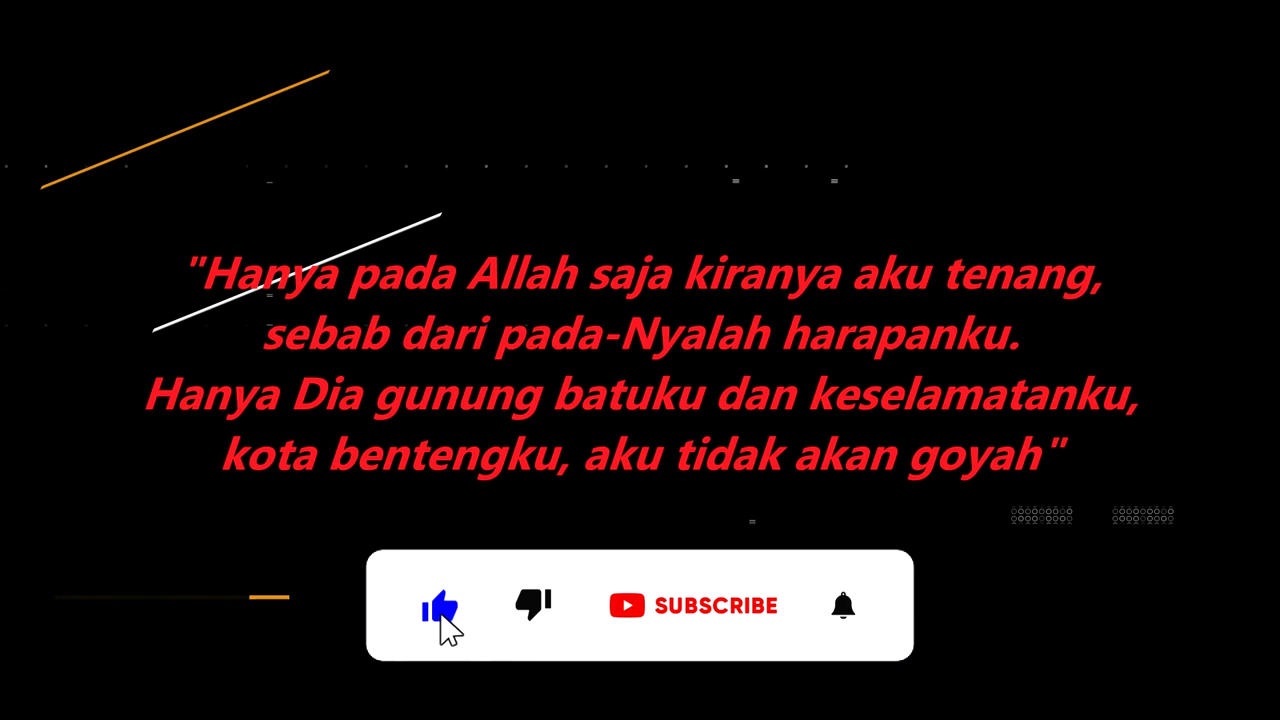 "Hanya pada Allah saja kiranya aku tenang,
sebab dari pada-Nyalah harapanku.
Hanya Dia gunung batuku dan keselamatanku,
kota bentengku, aku tidak akan goyah"
SUBSCRIBE